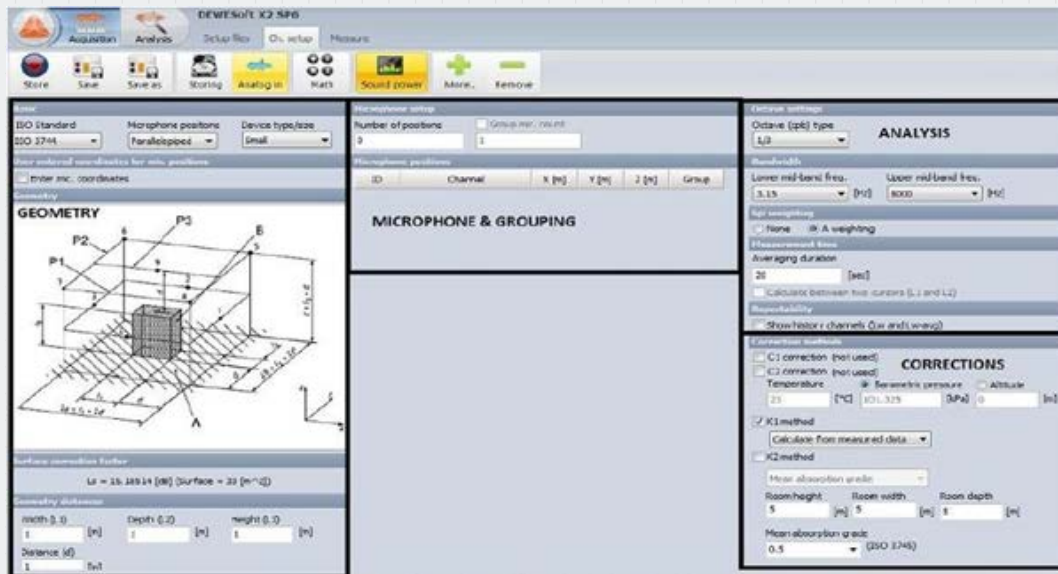 DEWESoft X2 SP6
Acquisition Analysis Setup files Ch. setup Measure
Store Save Save as Storing Analog in Math Sound power More.. Remove
ISO Standard Microphone positions Device type/size
ISO 3744 Parallelepiped Small
User entered coordinates for mic. positions
Enter mic. coordinates
Geometry
GEOMETRY
P3
P2
P1
6
B
5
A
Surface correction factor
Geometry distances
Width (L1) Depth (L2) Height (L3)
1 [m] 1 [m] 1 [m]
Distance (d)
1 [m]
Microphone setup
Number of positions Group mic. count
1
Microphone positions
ID Channel X [m] Y [m] Z [m] Group
MICROPHONE & GROUPING
Octave settings
Octave (cpb) type
1/3
ANALYSIS
Bandwidth
Lower mid-band freq. Upper mid-band freq.
3.15 [Hz] 8000 [Hz]
Spl weighting
None A weighting
Measurement time
Averaging duration
20 [sec]
Calculate between two cursors (L1 and L2)
Repeatability
Show history channels (Lw and Lw-avg)
Correction methods
C1 correction (not used)
C2 correction (not used)
CORRECTIONS
Temperature Barometric pressure Altitude
23 [°C] 101.325 [kPa] 0 [m]
K1 method
Calculate from measured data
K2 method
Mean absorption grade
Room height Room width Room depth
5 [m] 5 [m] [m]
Mean absorption grade
0.5 (ISO 3746)